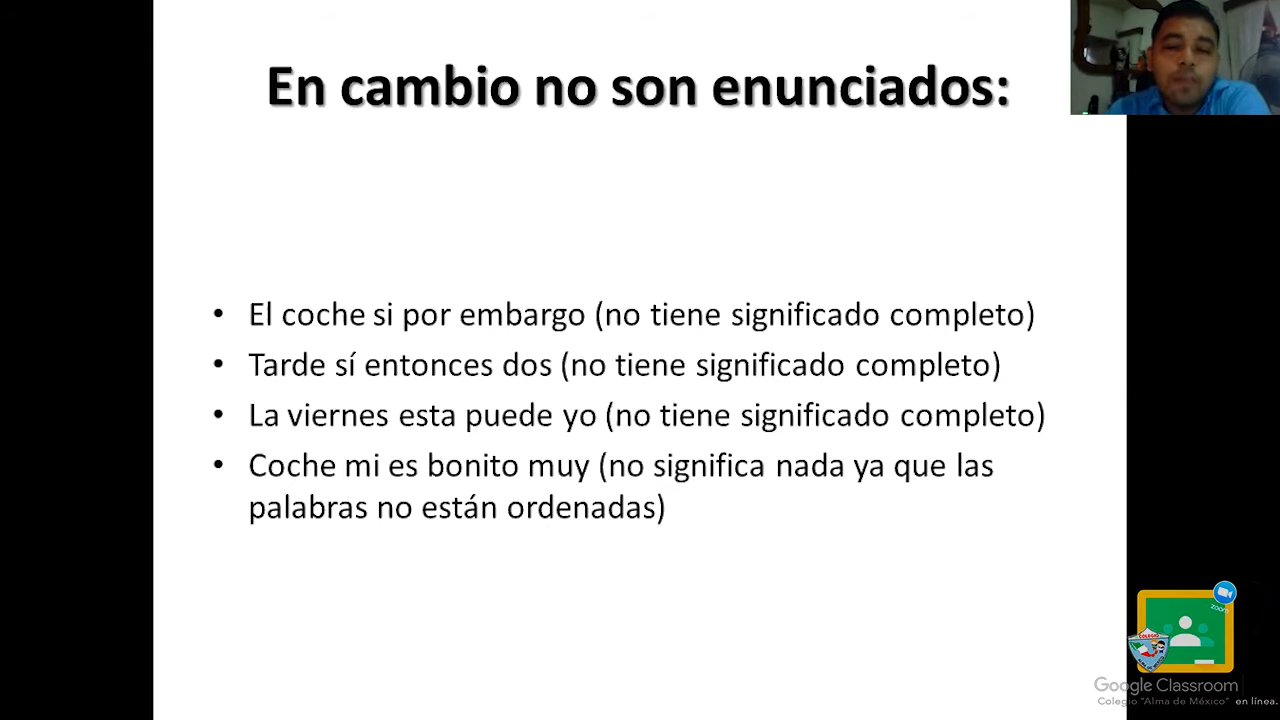 En cambio no son enunciados:
• El coche si por embargo (no tiene significado completo)
• Tarde sí entonces dos (no tiene significado completo)
• La viernes esta puede yo (no tiene significado completo)
• Coche mi es bonito muy (no significa nada ya que las
palabras no están ordenadas)
zoom
COLEGIO
Google Classroom
Colegio "Alma de México" en línea.